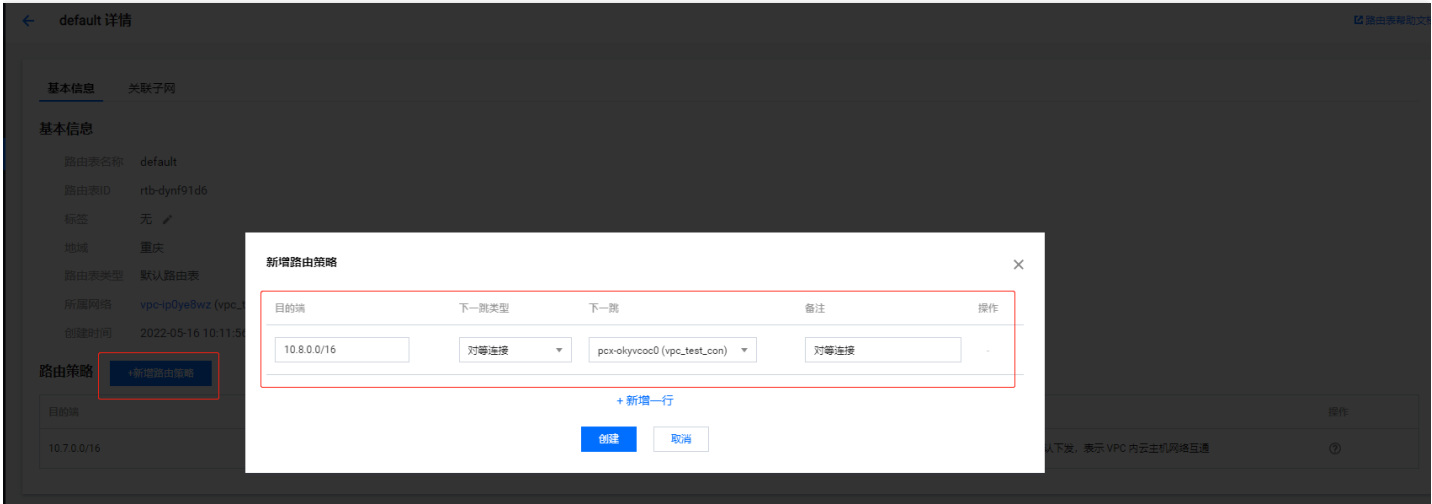 default 详情
路由表帮助文档
基本信息 关联子网
基本信息
路由表名称 default
路由表ID rtb-dynf91d6
标签 无
地域 重庆
路由表类型 默认路由表
所属网络 vpc-ip0ye8wz (vpc_t
创建时间 2022-05-16 10:11:56
路由策略 +新增路由策略
目的端 操作
10.7.0.0/16 认下发，表示 VPC 内云主机网络互通
新增路由策略
目的端 下一跳类型 下一跳 备注 操作
10.8.0.0/16 对等连接 pcx-okyvcoc0 (vpc_test_con) 对等连接 -
+ 新增一行
创建 取消